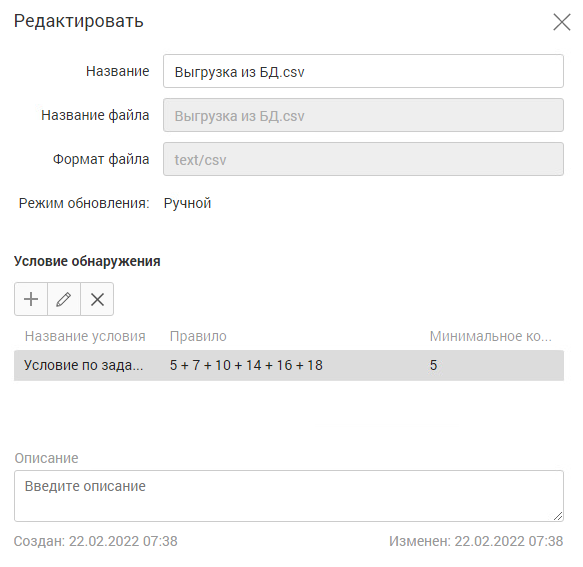 Редактировать
Название Выгрузка из БД.csv
Название файла Выгрузка из БД.csv
Формат файла text/csv
Режим обновления: Ручной
Условие обнаружения
Название условия Правило Минимальное ко...
Условие по зада... 5 + 7 + 10 + 14 + 16 + 18 5
Описание
Введите описание
Создан: 22.02.2022 07:38 Изменен: 22.02.2022 07:38